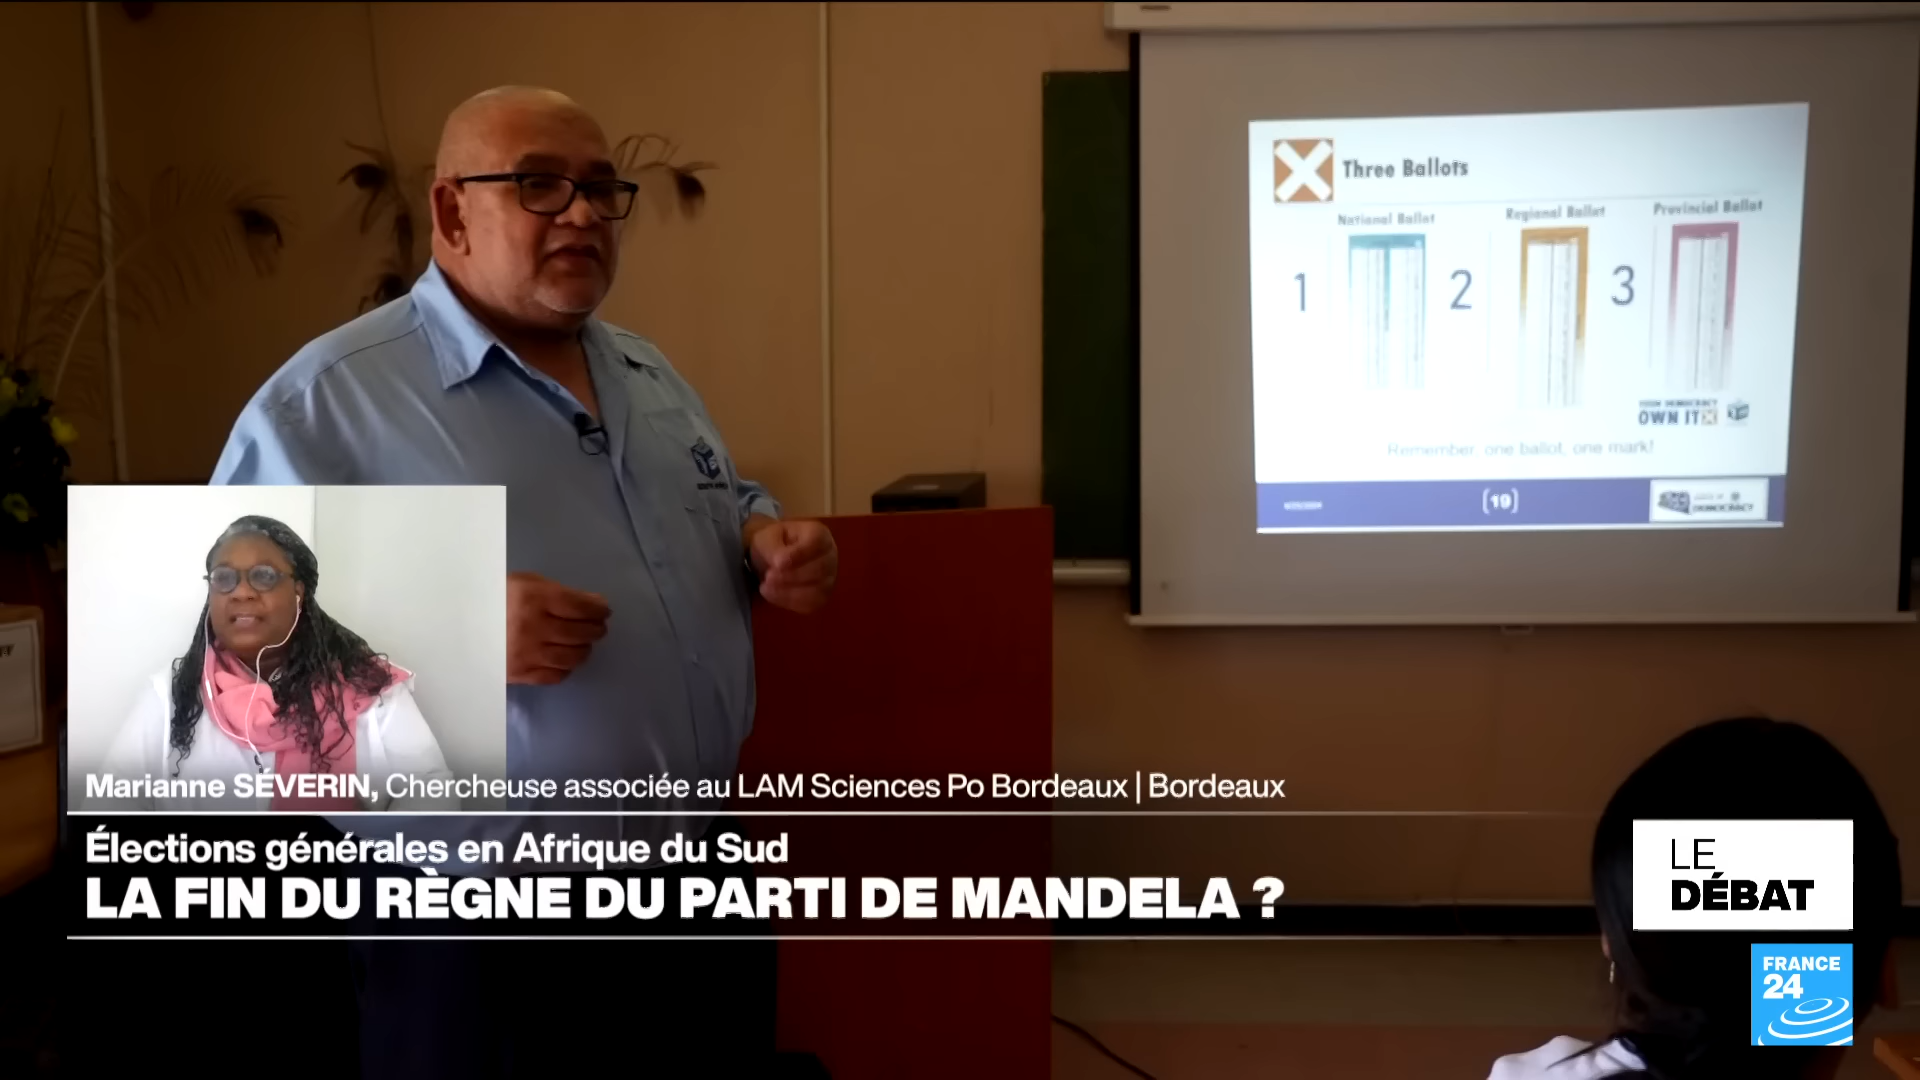 Three Ballots
National Ballot
Regional Ballot
Provincial Ballot
1
2
3
OWN IT
Remember, one ballot, one mark!
19
DEMOCRACY
Marianne SÉVERIN, Chercheuse associée au LAM Sciences Po Bordeaux | Bordeaux
Élections générales en Afrique du Sud
LA FIN DU RÈGNE DU PARTI DE MANDELA ?
LE
DÉBAT
FRANCE
24